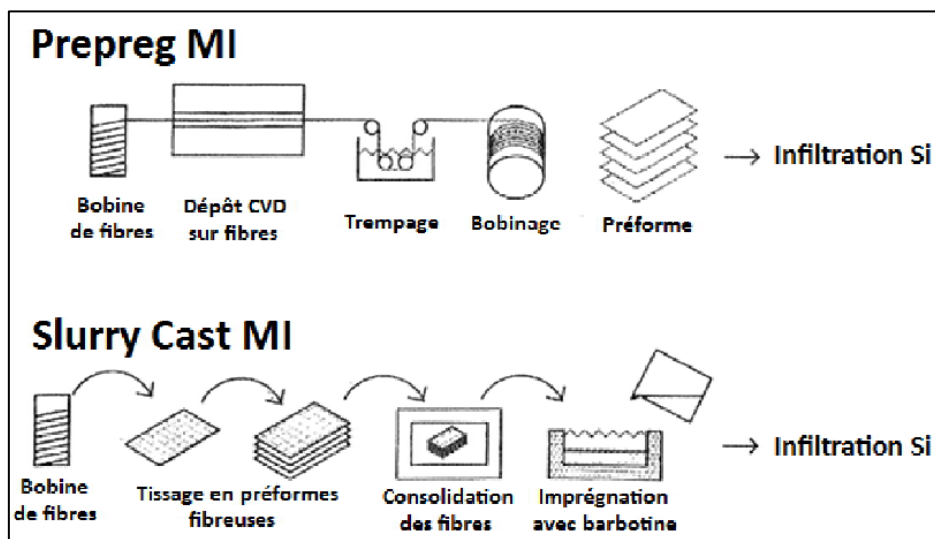 Prepreg MI
Bobine
de fibres
Dépôt CVD
sur fibres
Trempage
Bobinage
Préforme
→ Infiltration Si
Slurry Cast MI
Bobine
de fibres
Tissage en préformes
fibreuses
Consolidation
des fibres
Imprégnation
avec barbotine
→ Infiltration Si